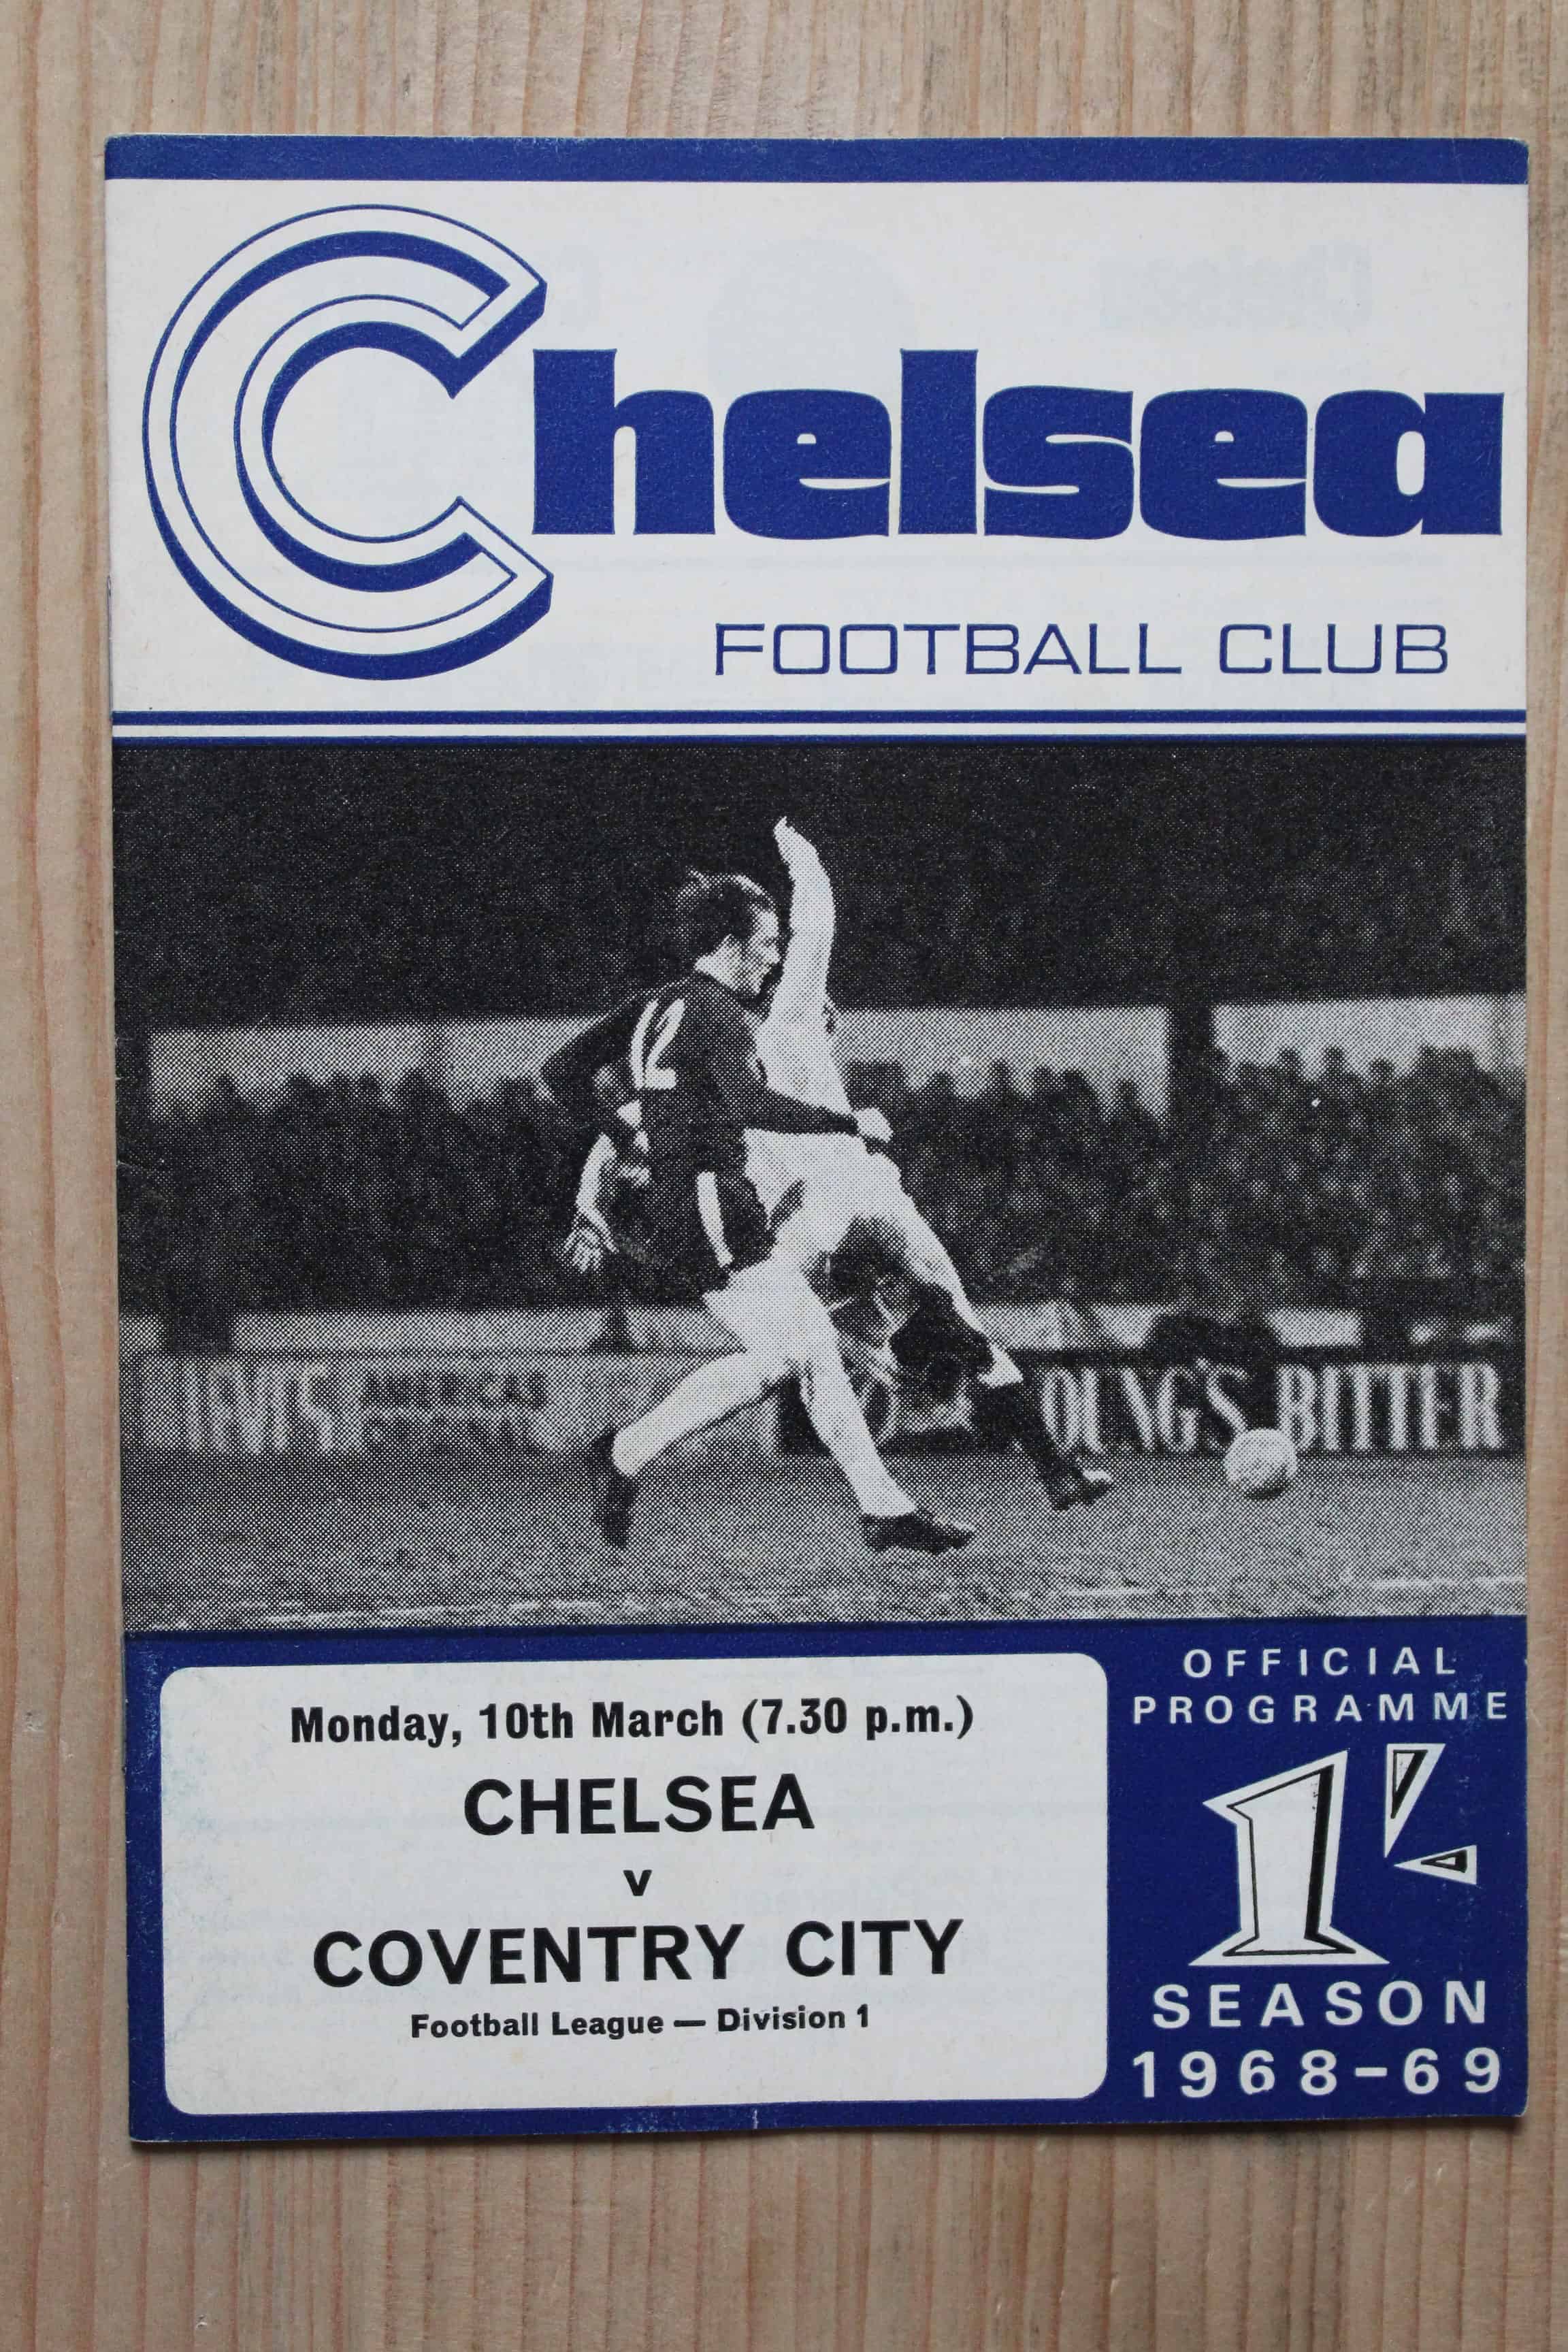 Chelsea
FOOTBALL CLUB
12
OUNG'S BITTER
Monday, 10th March (7.30 p.m.)
CHELSEA
v
COVENTRY CITY
Football League — Division 1
OFFICIAL
PROGRAMME
1/-
SEASON
1968-69